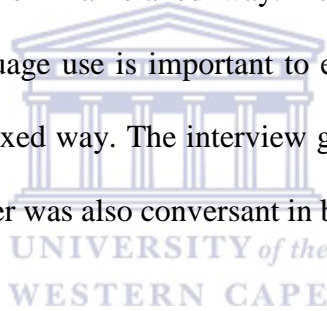 uage use is important to e
xed way. The interview g
er was also conversant in b
UNIVERSITY of the
WESTERN CAPE